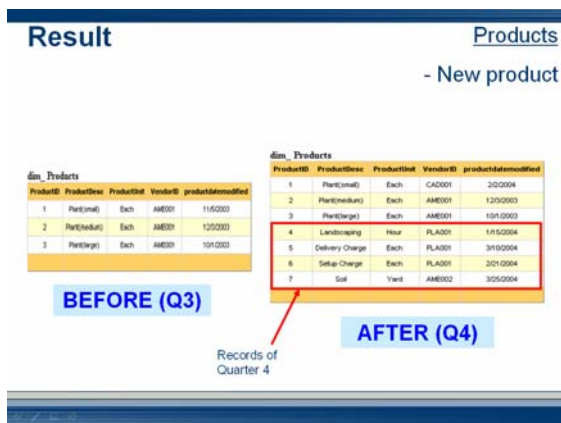 Result
Products
- New product
dim_ Products
ProductID ProductDesc ProductUnit VendorID productdatemodified
1 Plant(small) Each AME001 11/5/2003
2 Plant(medium) Each AME001 12/3/2003
3 Plant(large) Each AME001 10/1/2003
BEFORE (Q3)
dim_ Products
ProductID ProductDesc ProductUnit VendorID productdatemodified
1 Plant(small) Each CAD001 2/2/2004
2 Plant(medium) Each AME001 12/3/2003
3 Plant(large) Each AME001 10/1/2003
4 Landscaping Hour PLA001 1/15/2004
5 Delivery Charge Each PLA001 3/10/2004
6 Setup Charge Each PLA001 2/21/2004
7 Soil Yard AME002 3/25/2004
AFTER (Q4)
Records of
Quarter 4